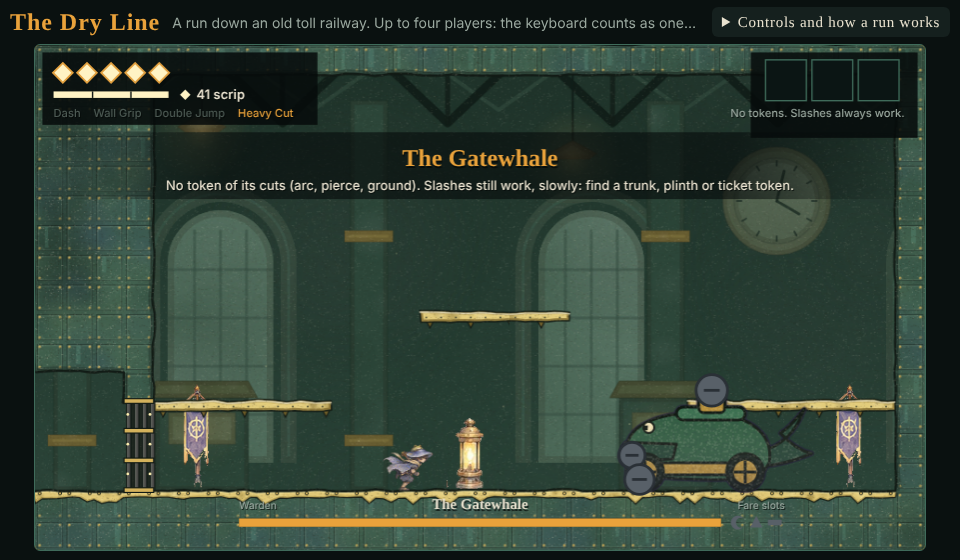 The Dry Line
A run down an old toll railway. Up to four players: the keyboard counts as one...
▶ Controls and how a run works
◆ 41 scrip
Dash Wall Grip Double Jump Heavy Cut
No tokens. Slashes always work.
The Gatewhale
No token of its cuts (arc, pierce, ground). Slashes still work, slowly: find a trunk, plinth or ticket token.
Warden
The Gatewhale
Fare slots